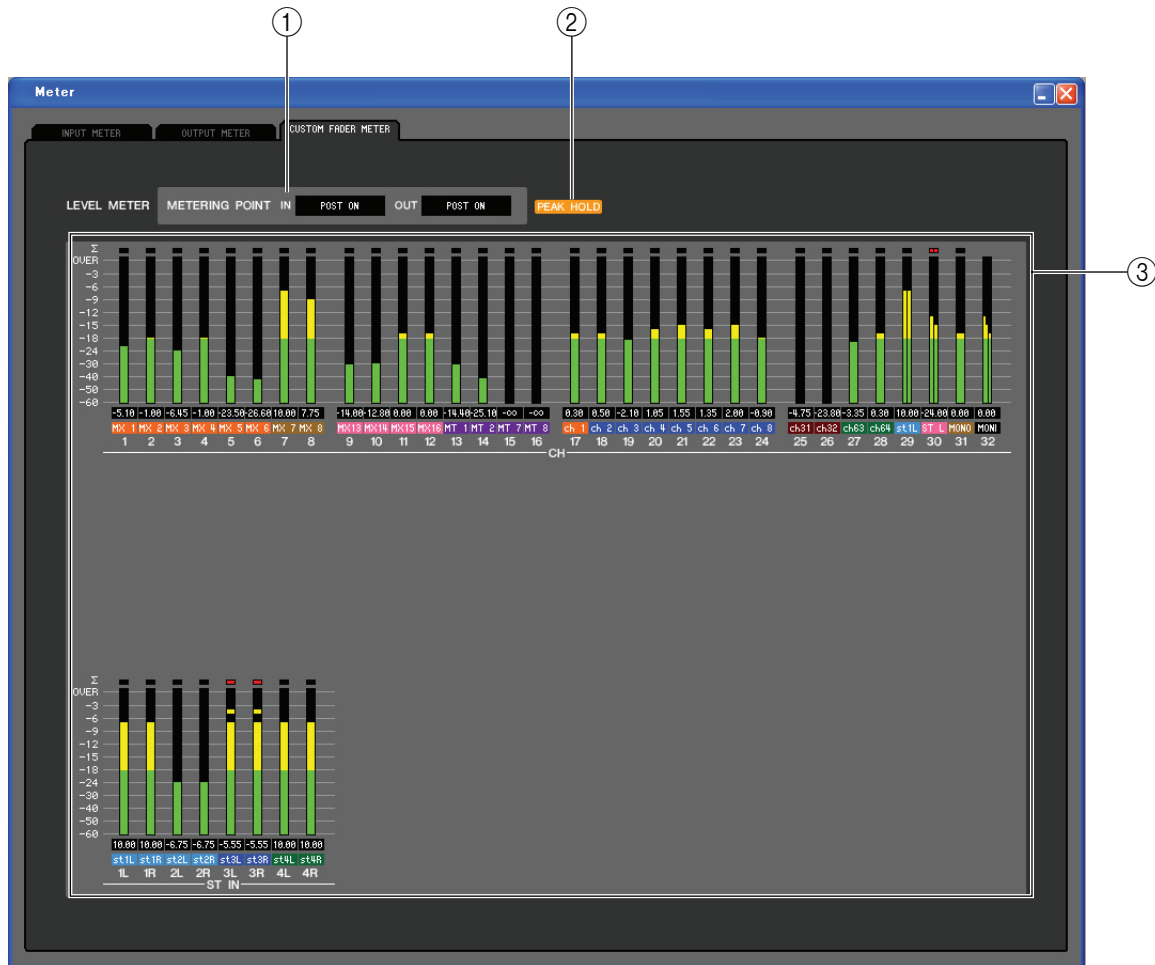 ① ②
Meter
INPUT METER OUTPUT METER CUSTOM FADER METER
LEVEL METER METERING POINT IN POST ON OUT POST ON PEAK HOLD
③
Σ
OVER
-3
-6
-9
-12
-15
-18
-24
-30
-40
-50
-60
-5.10 -1.00 -6.45 -1.00 -23.50 -26.60 10.00 7.75 -14.00 -12.80 0.00 0.00 -14.40 -25.10 -∞ -∞ 0.30 0.50 -2.10 1.05 1.55 1.35 2.00 -0.90 -4.75 -23.80 -3.35 0.30 10.00 -24.00 0.00 0.00
MX 1 MX 2 MX 3 MX 4 MX 5 MX 6 MX 7 MX 8 MX13 MX14 MX15 MX16 MT 1 MT 2 MT 7 MT 8 ch 1 ch 2 ch 3 ch 4 ch 5 ch 6 ch 7 ch 8 ch31 ch32 ch63 ch64 st1L ST L MONO MONI
1 2 3 4 5 6 7 8 9 10 11 12 13 14 15 16 17 18 19 20 21 22 23 24 25 26 27 28 29 30 31 32
CH
Σ
OVER
-3
-6
-9
-12
-15
-18
-24
-30
-40
-50
-60
10.00 10.00 -6.75 -6.75 -5.55 -5.55 10.00 10.00
st1L st1R st2L st2R st3L st3R st4L st4R
1L 1R 2L 2R 3L 3R 4L 4R
ST IN